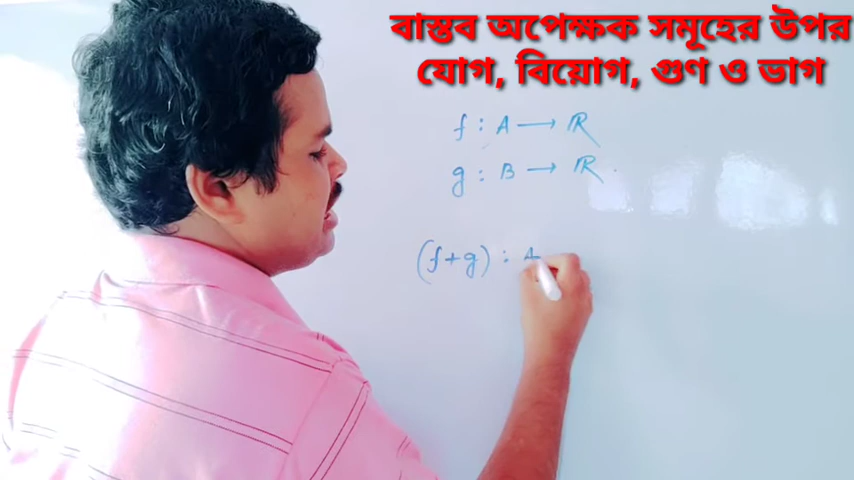 বাস্তব অপেক্ষক সমূহের উপর
যোগ, বিয়োগ, গুণ ও ভাগ
f : A → ℝ
g : B → ℝ
(f+g) : A